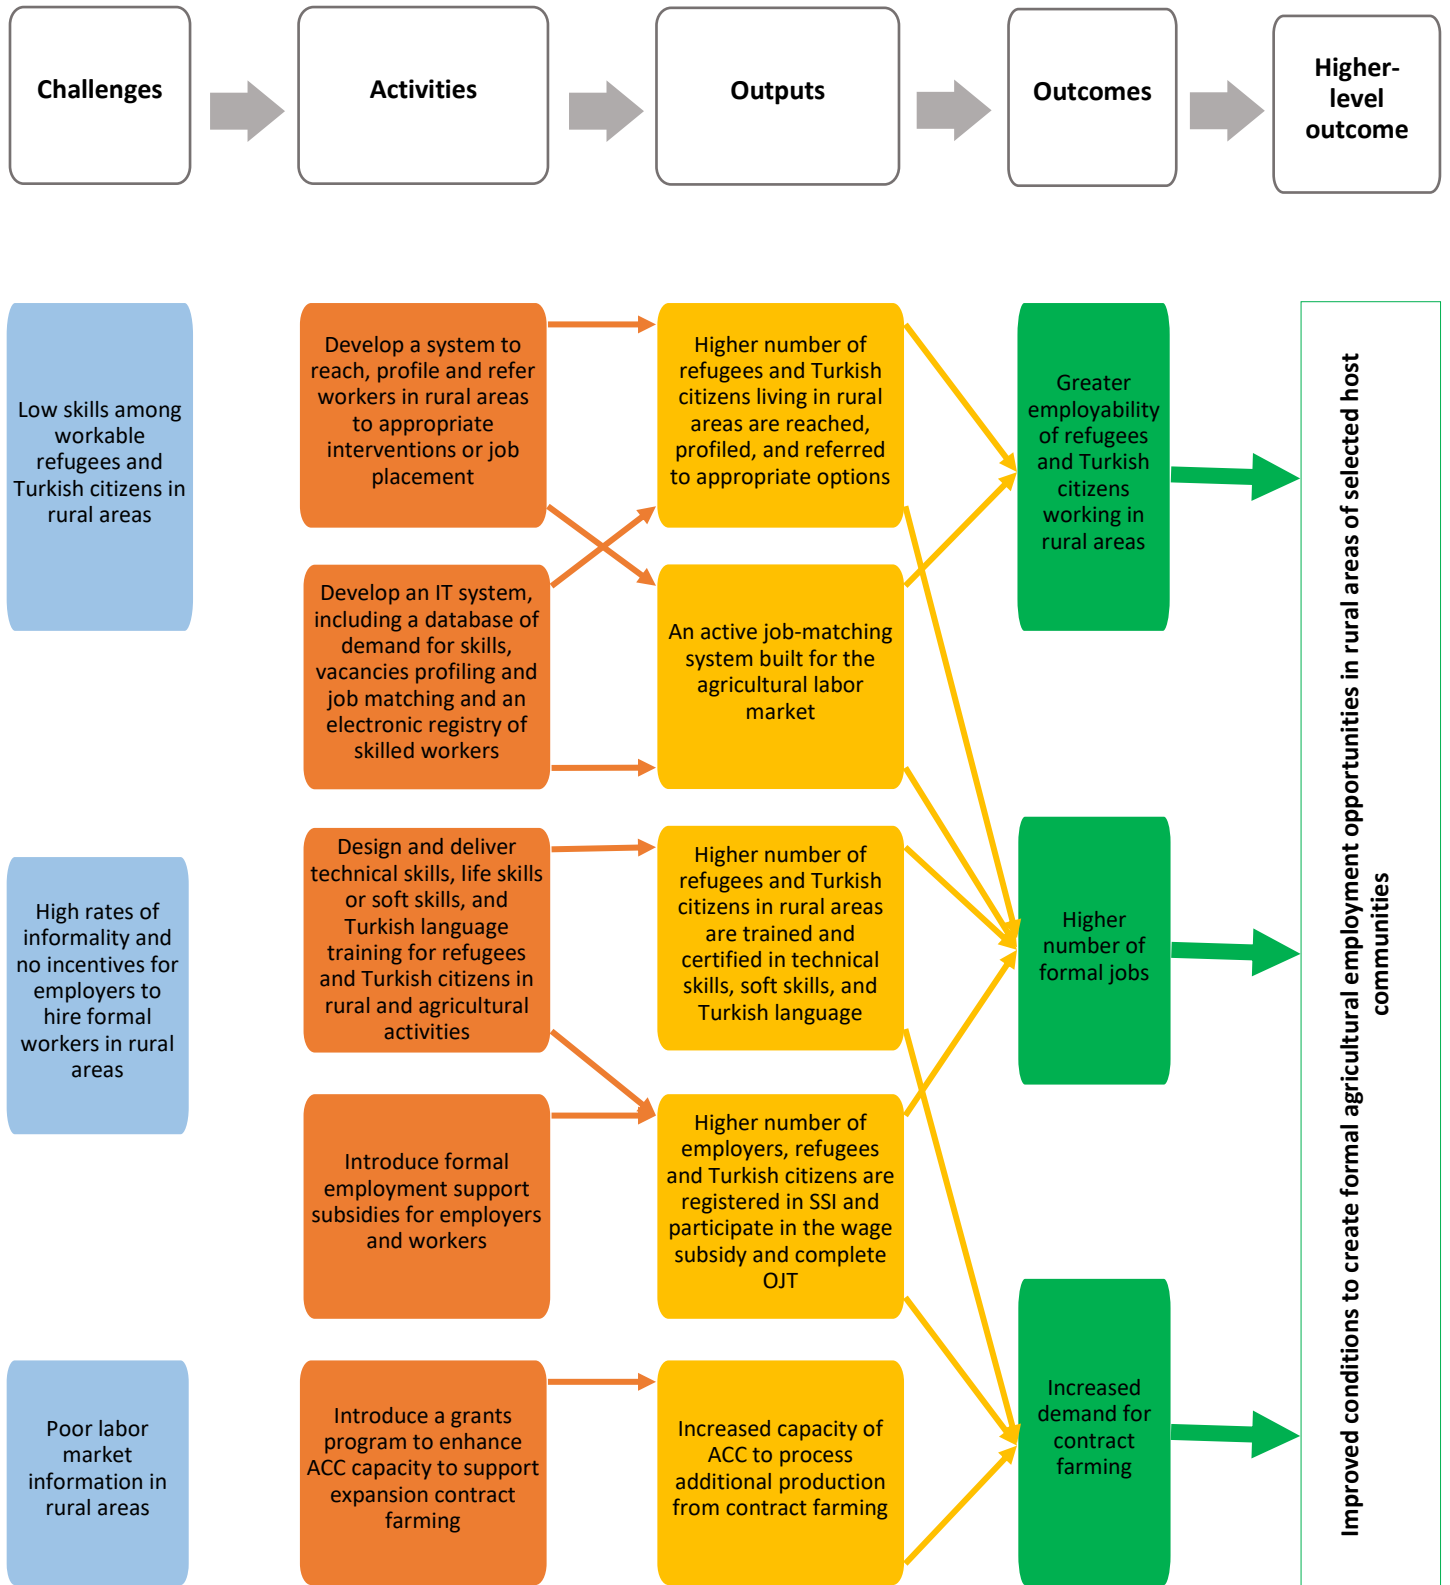 Challenges
Activities
Outputs
Outcomes
Higher-
level
outcome
Low skills among
workable
refugees and
Turkish citizens in
rural areas
High rates of
informality and
no incentives for
employers to
hire formal
workers in rural
areas
Poor labor
market
information in
rural areas
Develop a system to
reach, profile and refer
workers in rural areas
to appropriate
interventions or job
placement
Develop an IT system,
including a database of
demand for skills,
vacancies profiling and
job matching and an
electronic registry of
skilled workers
Design and deliver
technical skills, life skills
or soft skills, and
Turkish language
training for refugees
and Turkish citizens in
rural and agricultural
activities
Introduce formal
employment support
subsidies for employers
and workers
Introduce a grants
program to enhance
ACC capacity to support
expansion contract
farming
Higher number of
refugees and Turkish
citizens living in rural
areas are reached,
profiled, and referred
to appropriate options
An active job-matching
system built for the
agricultural labor
market
Higher number of
refugees and Turkish
citizens in rural areas
are trained and
certified in technical
skills, soft skills, and
Turkish language
Higher number of
employers, refugees
and Turkish citizens are
registered in SSI and
participate in the wage
subsidy and complete
OJT
Increased capacity of
ACC to process
additional production
from contract farming
Greater
employability
of refugees
and Turkish
citizens
working in
rural areas
Higher
number of
formal jobs
Increased
demand for
contract
farming
Improved conditions to create formal agricultural employment opportunities in rural areas of selected host
communities